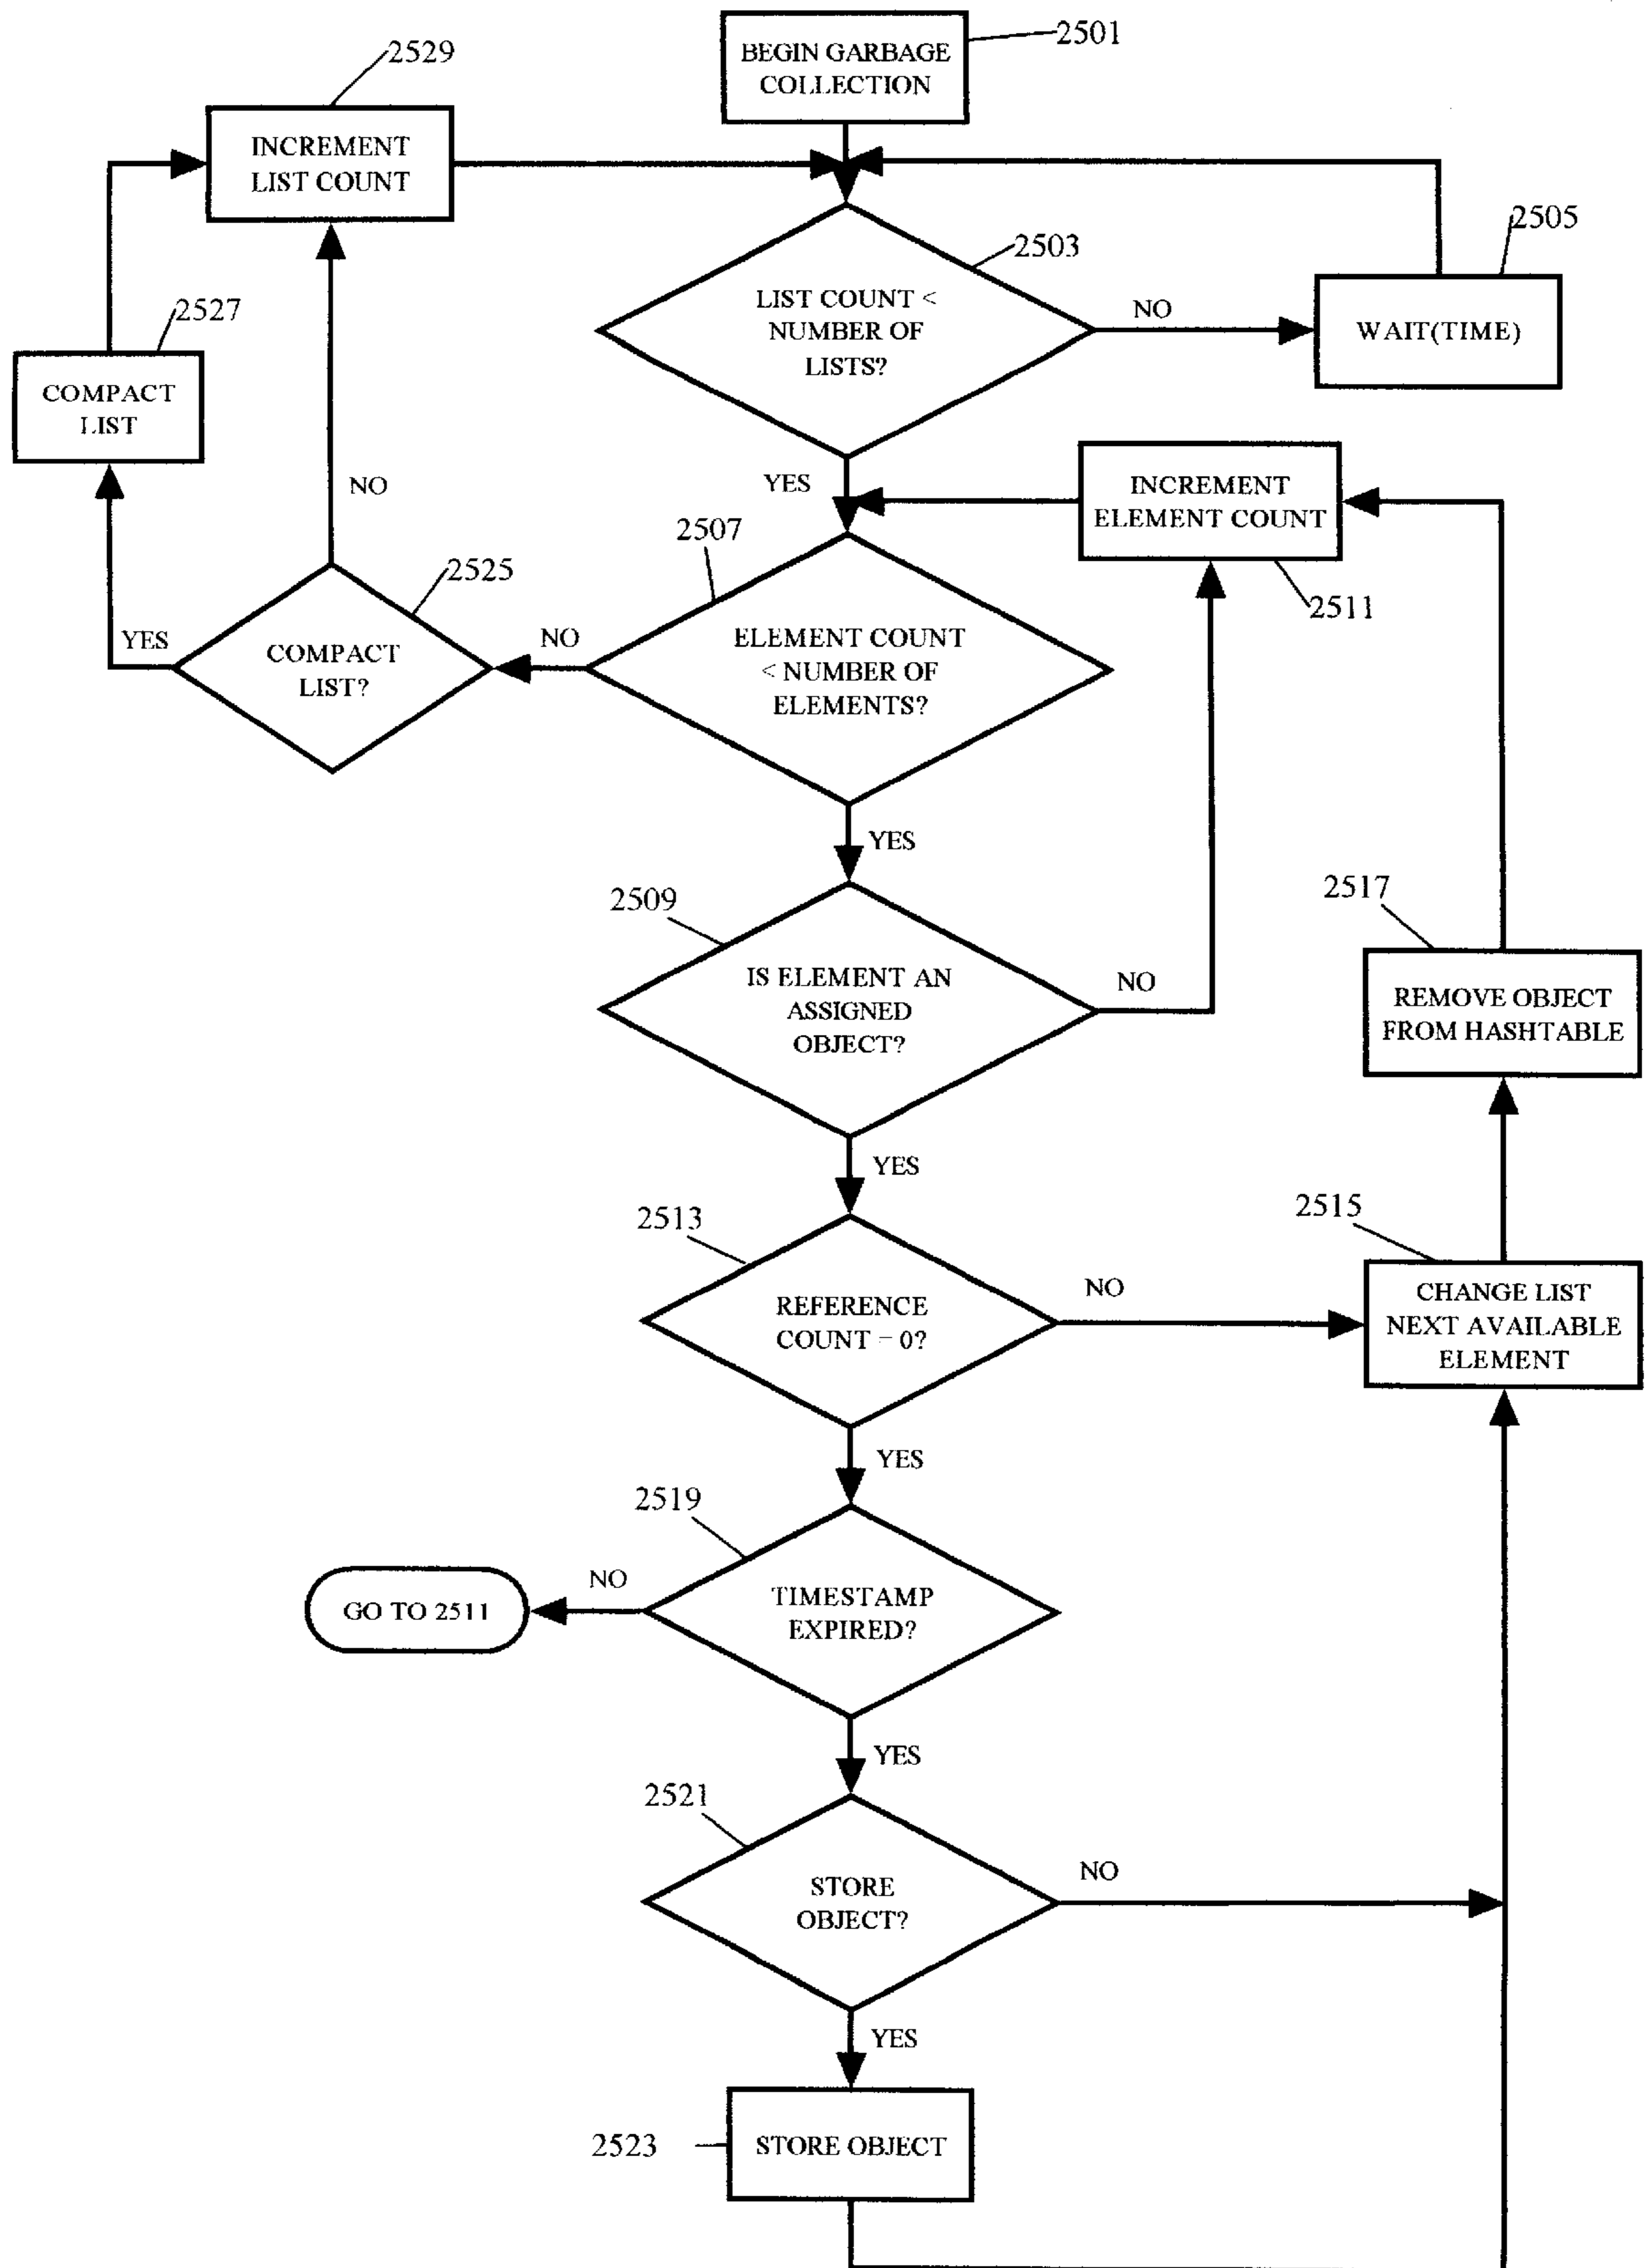 2501
BEGIN GARBAGE
COLLECTION
2529
INCREMENT
LIST COUNT
2503
LIST COUNT <
NUMBER OF
LISTS?
NO
2505
WAIT(TIME)
2527
COMPACT
LIST
YES
NO
INCREMENT
ELEMENT COUNT
2511
2507
ELEMENT COUNT
< NUMBER OF
ELEMENTS?
NO
2525
COMPACT
LIST?
YES
YES
2509
IS ELEMENT AN
ASSIGNED
OBJECT?
NO
2517
REMOVE OBJECT
FROM HASHTABLE
YES
2513
REFERENCE
COUNT = 0?
NO
2515
CHANGE LIST
NEXT AVAILABLE
ELEMENT
YES
2519
TIMESTAMP
EXPIRED?
NO
GO TO 2511
YES
2521
STORE
OBJECT?
NO
YES
2523
STORE OBJECT